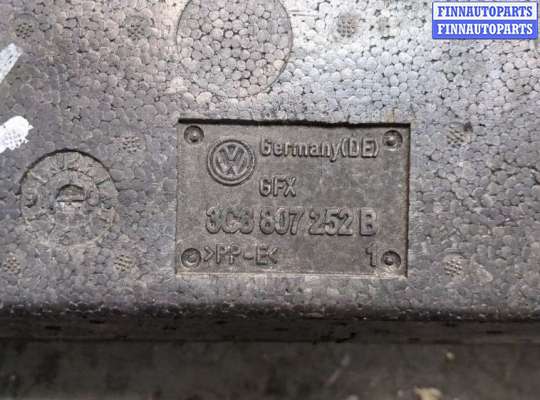 FINNAUTOPARTS
FINNAUTOPARTS
Germany(DE)
GFX
3C8 807 252 B
>PP-E< 1